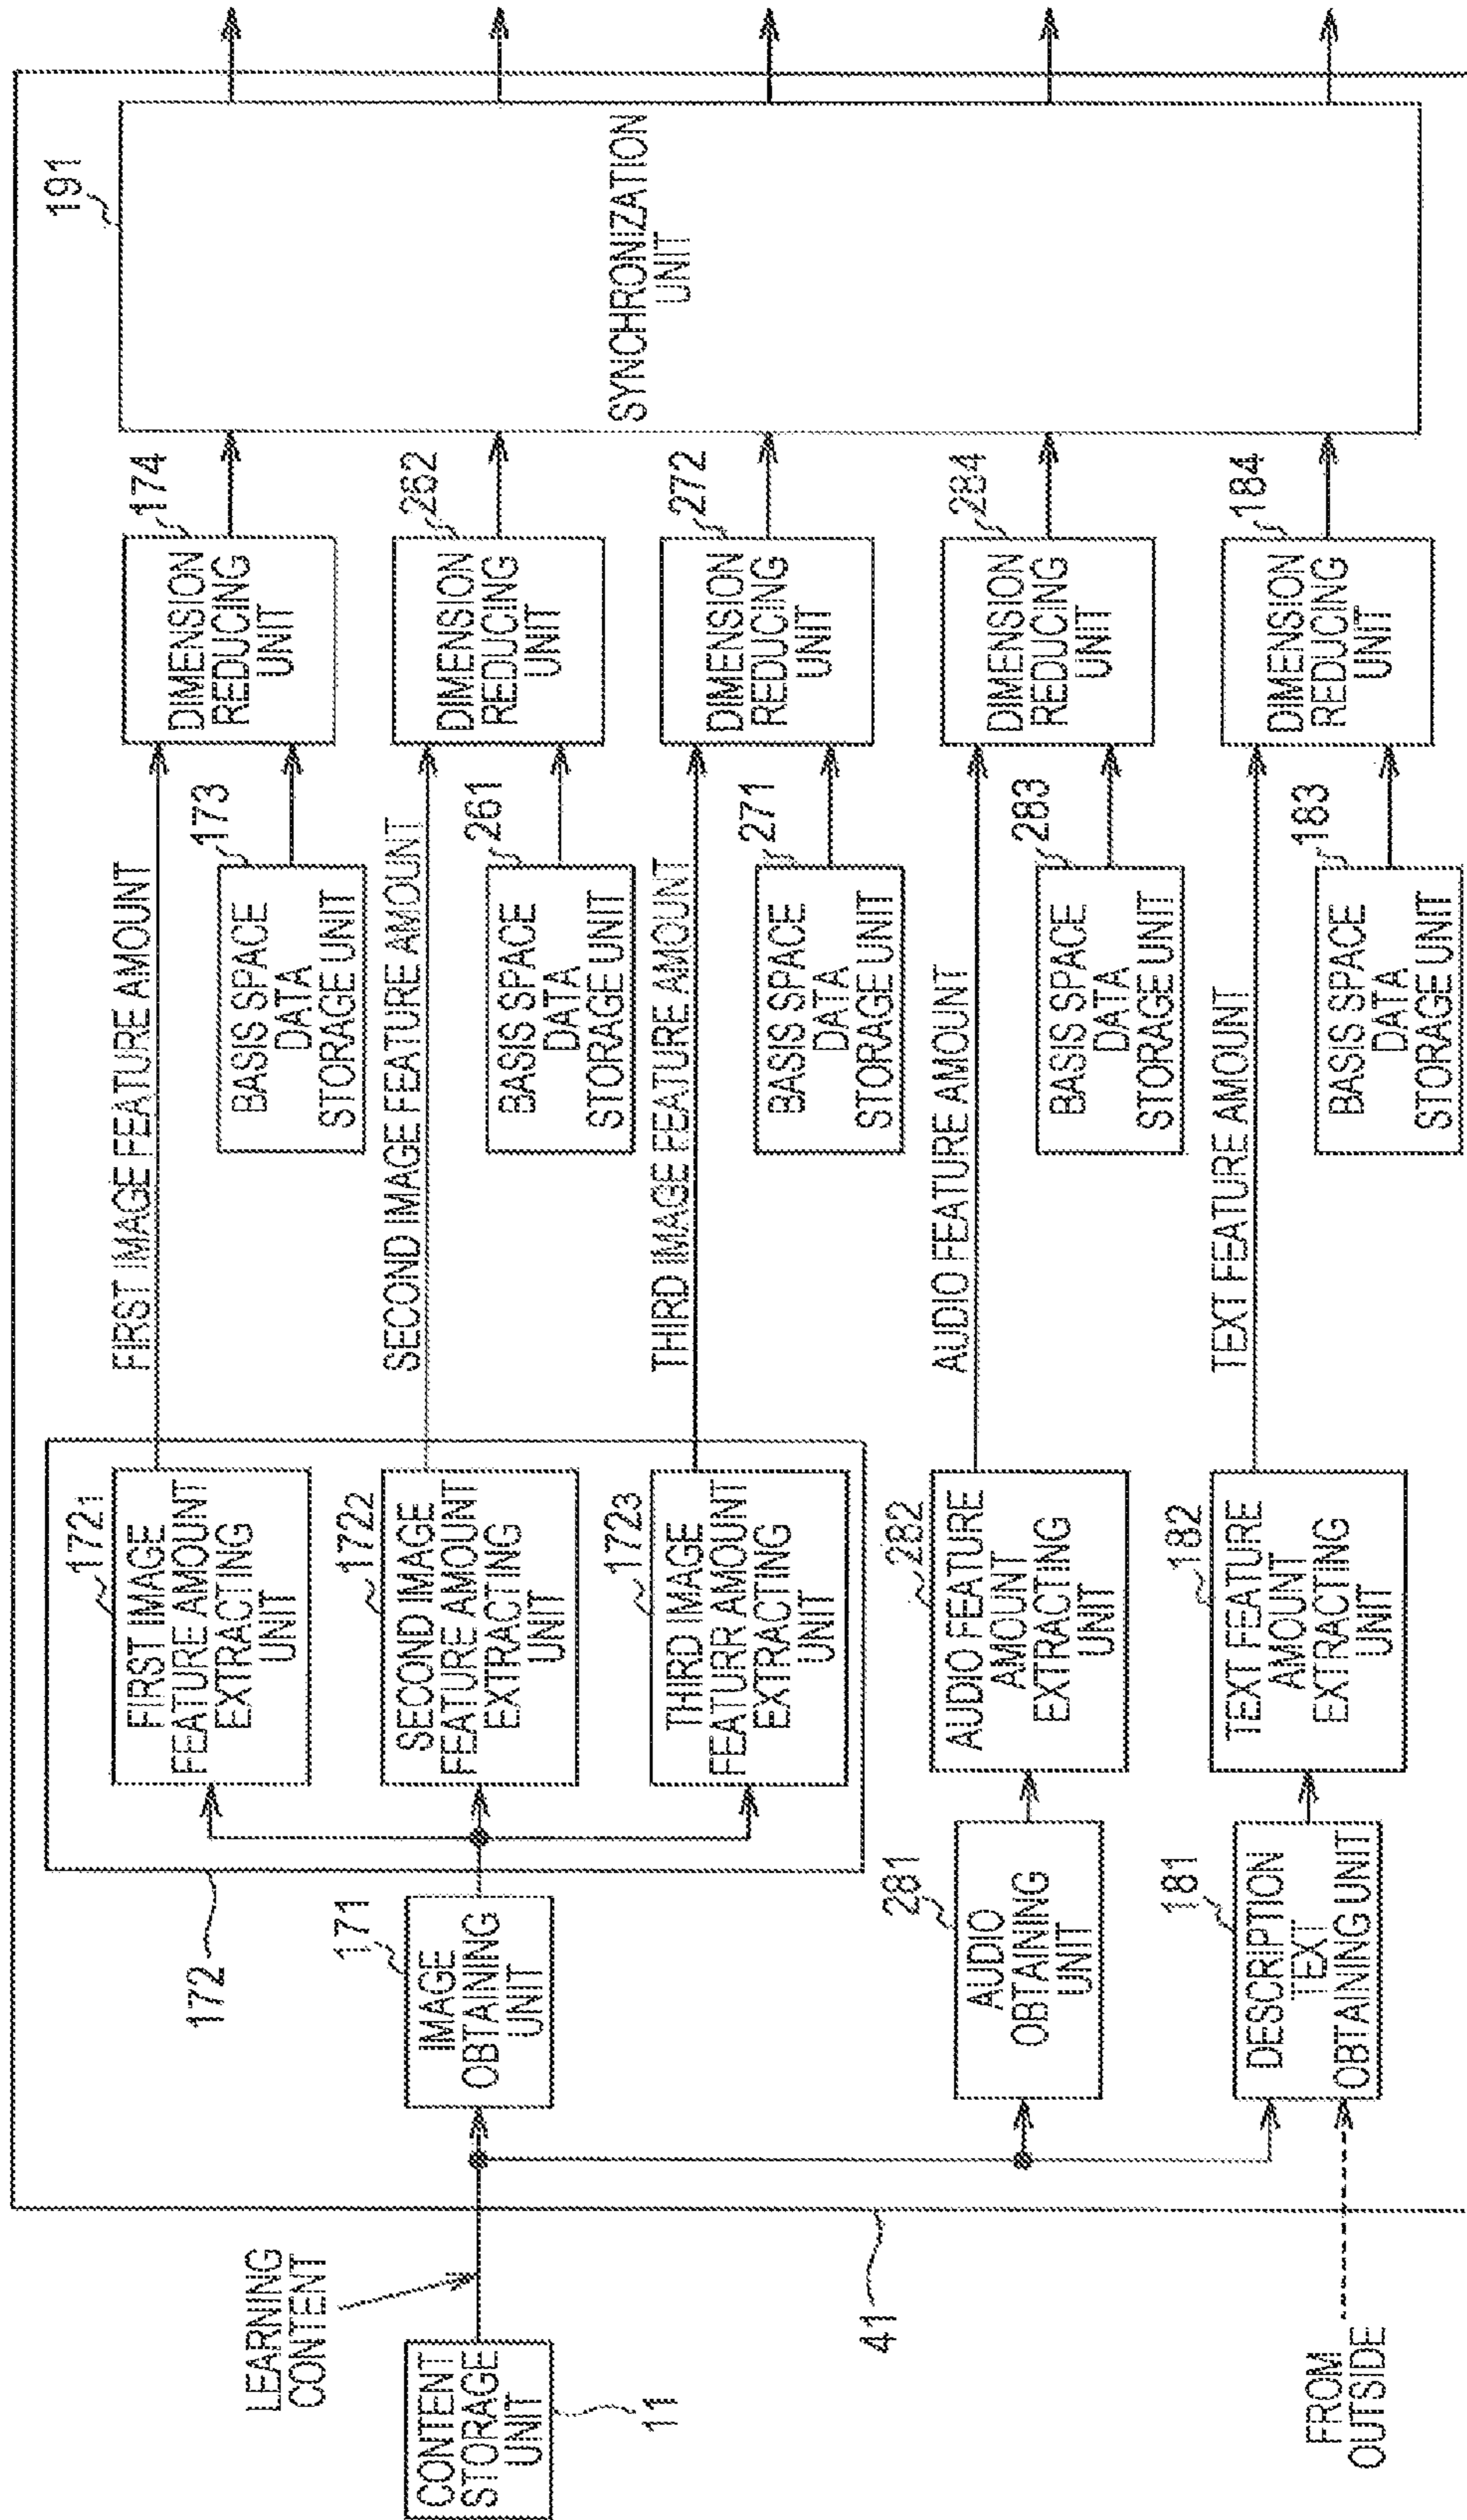 CONTENT
STORAGE
UNIT
11
LEARNING
CONTENT
FROM
OUTSIDE
41
172
IMAGE
OBTAINING
UNIT
171
AUDIO
OBTAINING
UNIT
281
DESCRIPTION
TEXT
OBTAINING UNIT
181
FIRST IMAGE
FEATURE AMOUNT
EXTRACTING
UNIT
1721
SECOND IMAGE
FEATURE AMOUNT
EXTRACTING
UNIT
1722
THIRD IMAGE
FEATURR AMOUNT
EXTRACTING
UNIT
1723
AUDIO FEATURE
AMOUNT
EXTRACTING
UNIT
282
TEXT FEATURE
AMOUNT
EXTRACTING
UNIT
182
FIRST IMAGE FEATURE AMOUNT
SECOND IMAGE FEATURE AMOUNT
THIRD IMAGE FEATURE AMOUNT
AUDIO FEATURE AMOUNT
TEXT FEATURE AMOUNT
BASIS SPACE
DATA
STORAGE UNIT
173
BASIS SPACE
DATA
STORAGE UNIT
261
BASIS SPACE
DATA
STORAGE UNIT
271
BASIS SPACE
DATA
STORAGE UNIT
283
BASIS SPACE
DATA
STORAGE UNIT
183
DIMENSION
REDUCING
UNIT
174
DIMENSION
REDUCING
UNIT
262
DIMENSION
REDUCING
UNIT
272
DIMENSION
REDUCING
UNIT
284
DIMENSION
REDUCING
UNIT
184
SYNCHRONIZATION
UNIT
191